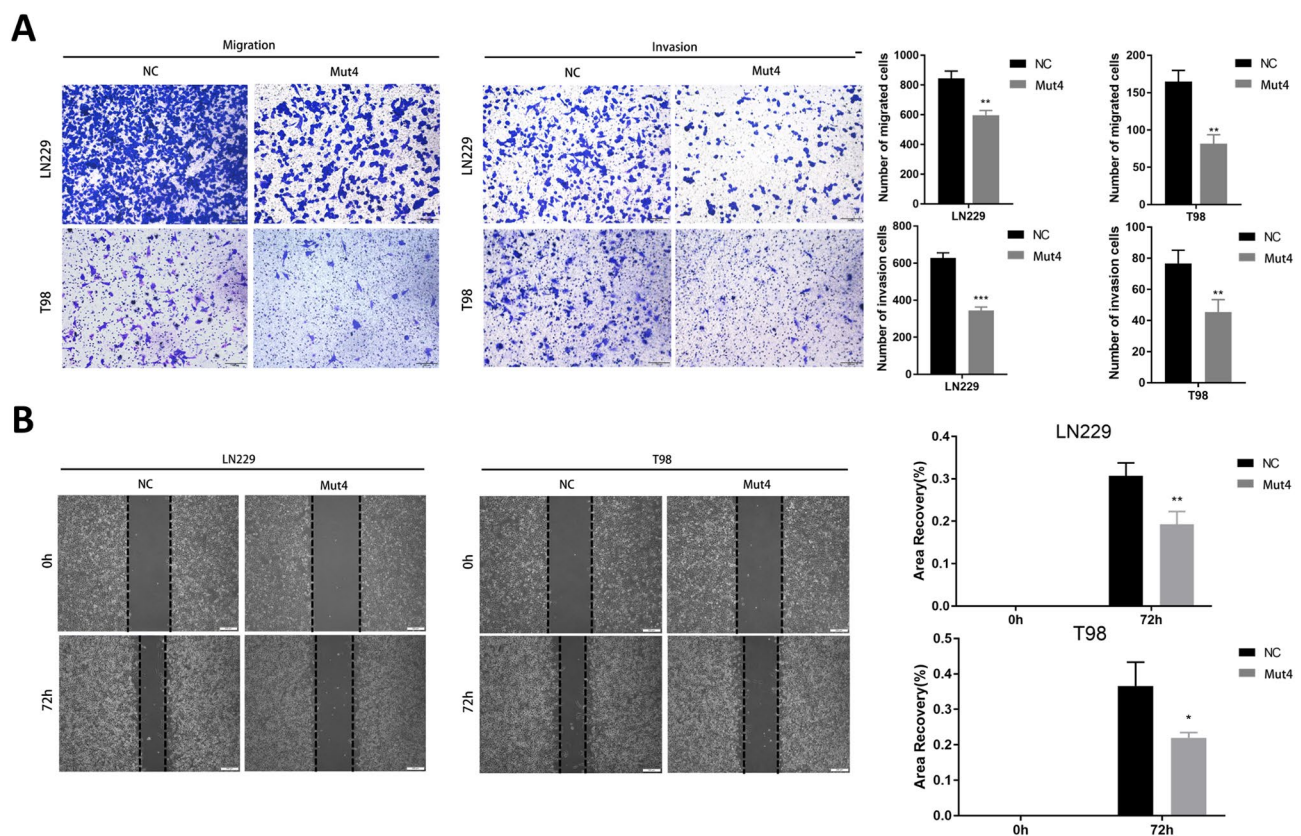 A
Migration
NC Mut4
LN229
T98
Invasion
NC Mut4
LN229
T98
Number of migrated cells
1000
800
600
400
200
0
**
NC
Mut4
LN229
Number of migrated cells
200
150
100
50
0
**
NC
Mut4
T98
Number of invasion cells
800
600
400
200
0
***
NC
Mut4
LN229
Number of invasion cells
100
80
60
40
20
0
**
NC
Mut4
T98
B
LN229
NC Mut4
0h
72h
T98
NC Mut4
0h
72h
LN229
Area Recovery(%)
0.4
0.3
0.2
0.1
0.0
**
NC
Mut4
0h 72h
T98
Area Recovery(%)
0.5
0.4
0.3
0.2
0.1
0.0
*
NC
Mut4
0h 72h